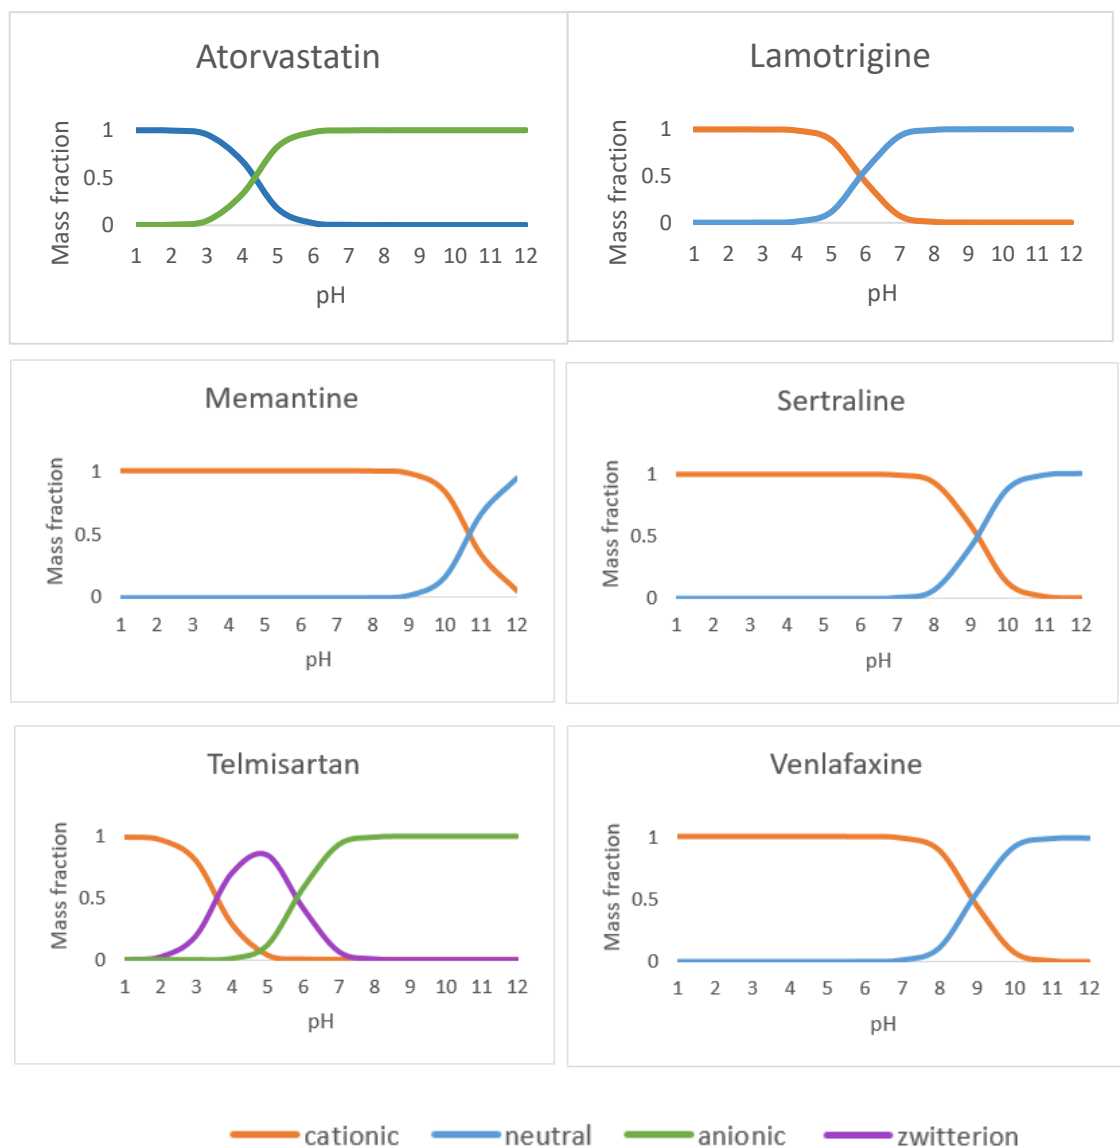 Atorvastatin
Mass fraction
1
0.5
0
1 2 3 4 5 6 7 8 9 10 11 12
pH
Lamotrigine
Mass fraction
1
0.5
0
1 2 3 4 5 6 7 8 9 10 11 12
pH
Memantine
Mass fraction
1
0.5
0
1 2 3 4 5 6 7 8 9 10 11 12
pH
Sertraline
Mass fraction
1
0.5
0
1 2 3 4 5 6 7 8 9 10 11 12
pH
Telmisartan
Mass fraction
1
0.5
0
1 2 3 4 5 6 7 8 9 10 11 12
pH
Venlafaxine
Mass fraction
1
0.5
0
1 2 3 4 5 6 7 8 9 10 11 12
pH
cationic neutral anionic zwitterion